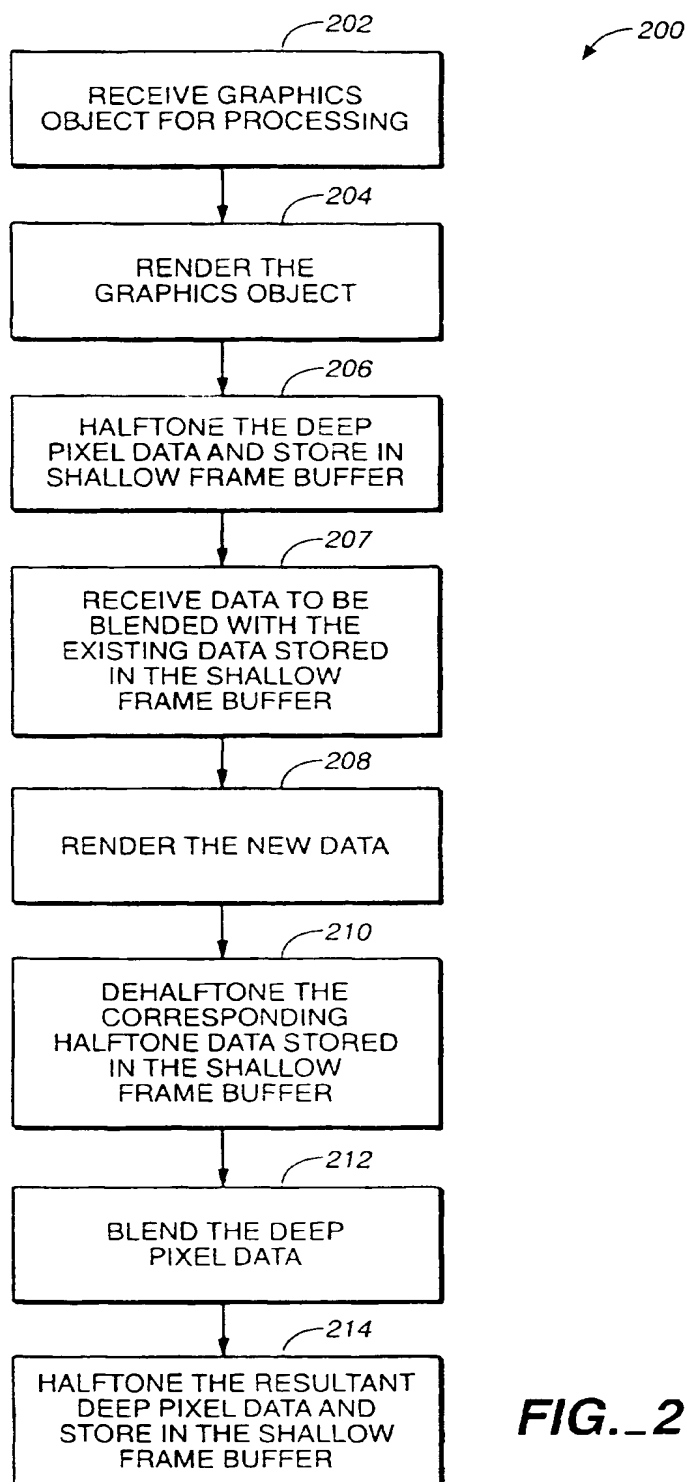 202
200
RECEIVE GRAPHICS
OBJECT FOR PROCESSING
204
RENDER THE
GRAPHICS OBJECT
206
HALFTONE THE DEEP
PIXEL DATA AND STORE IN
SHALLOW FRAME BUFFER
207
RECEIVE DATA TO BE
BLENDED WITH THE
EXISTING DATA STORED
IN THE SHALLOW
FRAME BUFFER
208
RENDER THE NEW DATA
210
DEHALFTONE THE
CORRESPONDING
HALFTONE DATA STORED
IN THE SHALLOW
FRAME BUFFER
212
BLEND THE DEEP
PIXEL DATA
214
HALFTONE THE RESULTANT
DEEP PIXEL DATA AND
STORE IN THE SHALLOW
FRAME BUFFER
FIG._2